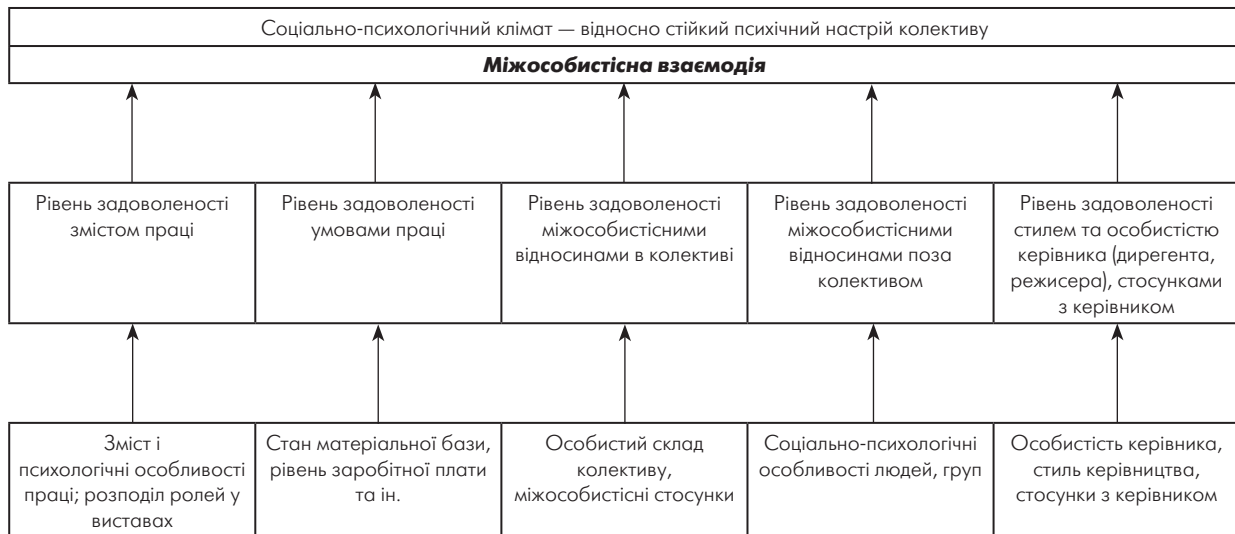 Соціально-психологічний клімат — відносно стійкий психічний настрій колективу
Міжособистісна взаємодія
Рівень задоволеності
змістом праці
Рівень задоволеності
умовами праці
Рівень задоволеності
міжособистісними
відносинами в колективі
Рівень задоволеності
міжособистісними
відносинами поза
колективом
Рівень задоволеності
стилем та особистістю
керівника (дирегента,
режисера), стосунками
з керівником
Зміст і
психологічні особливості
праці; розподіл ролей у
виставах
Стан матеріальної бази,
рівень заробітної плати
та ін.
Особистий склад
колективу,
міжособистісні стосунки
Соціально-психологічні
особливості людей, груп
Особистість керівника,
стиль керівництва,
стосунки з керівником